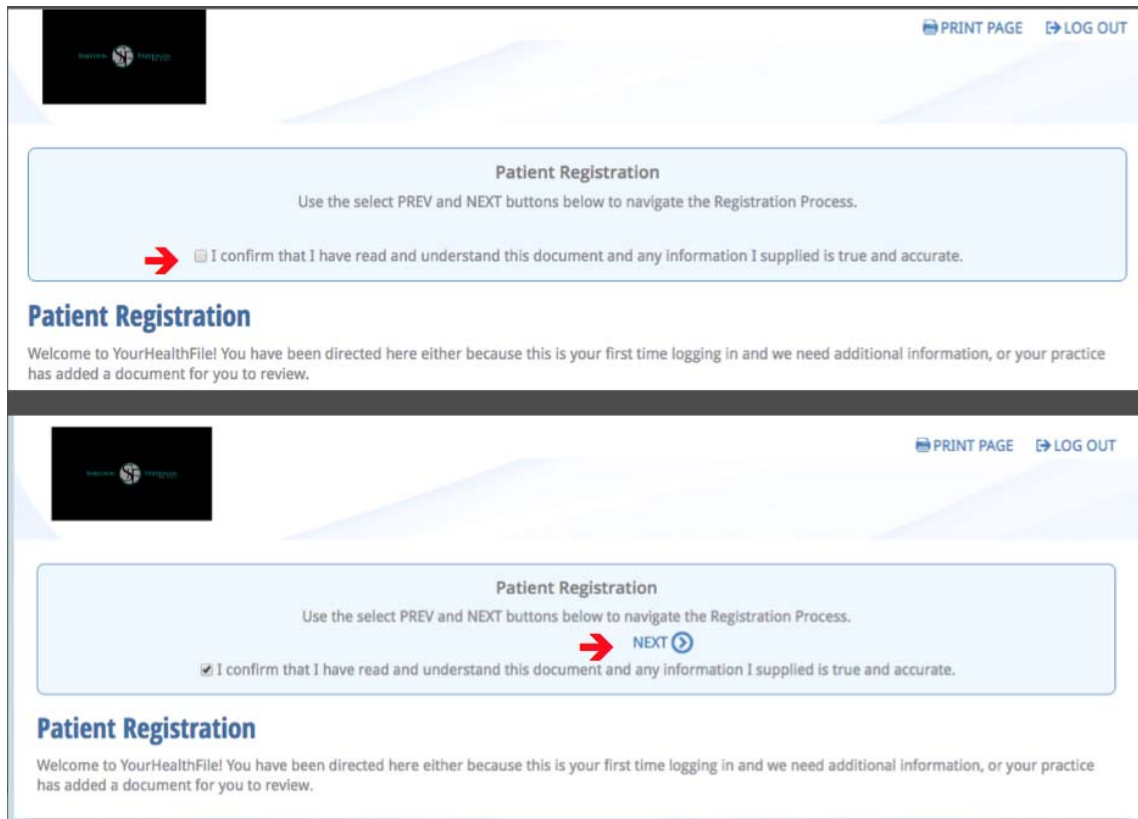 PRINT PAGE LOG OUT
Patient Registration
Use the select PREV and NEXT buttons below to navigate the Registration Process.
I confirm that I have read and understand this document and any information I supplied is true and accurate.
Patient Registration
Welcome to YourHealthFile! You have been directed here either because this is your first time logging in and we need additional information, or your practice
has added a document for you to review.
PRINT PAGE LOG OUT
Patient Registration
Use the select PREV and NEXT buttons below to navigate the Registration Process.
NEXT
I confirm that I have read and understand this document and any information I supplied is true and accurate.
Patient Registration
Welcome to YourHealthFile! You have been directed here either because this is your first time logging in and we need additional information, or your practice
has added a document for you to review.